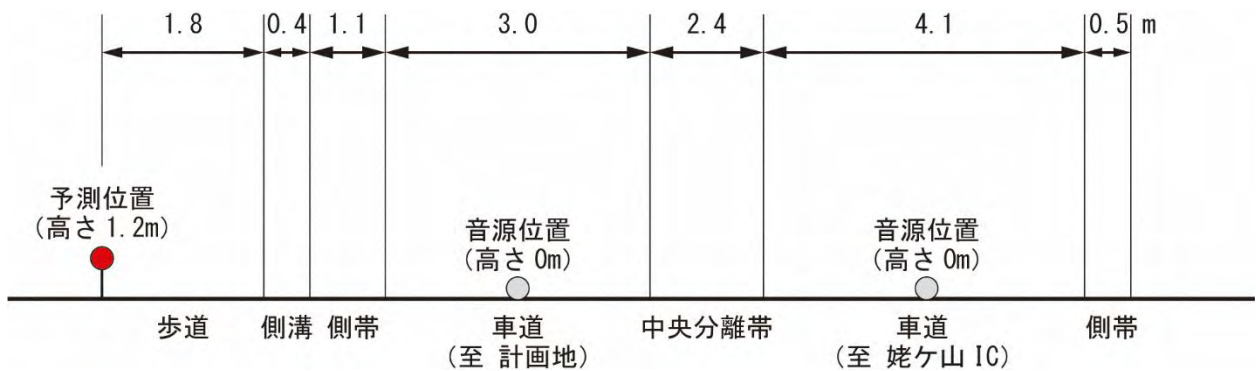 1.8 0.4 1.1 3.0 2.4 4.1 0.5 m
予測位置
(高さ 1.2m)
音源位置
(高さ 0m)
音源位置
(高さ 0m)
歩道 側溝 側帯 車道 中央分離帯 車道 側帯
(至 計画地) (至 姥ケ山 IC)